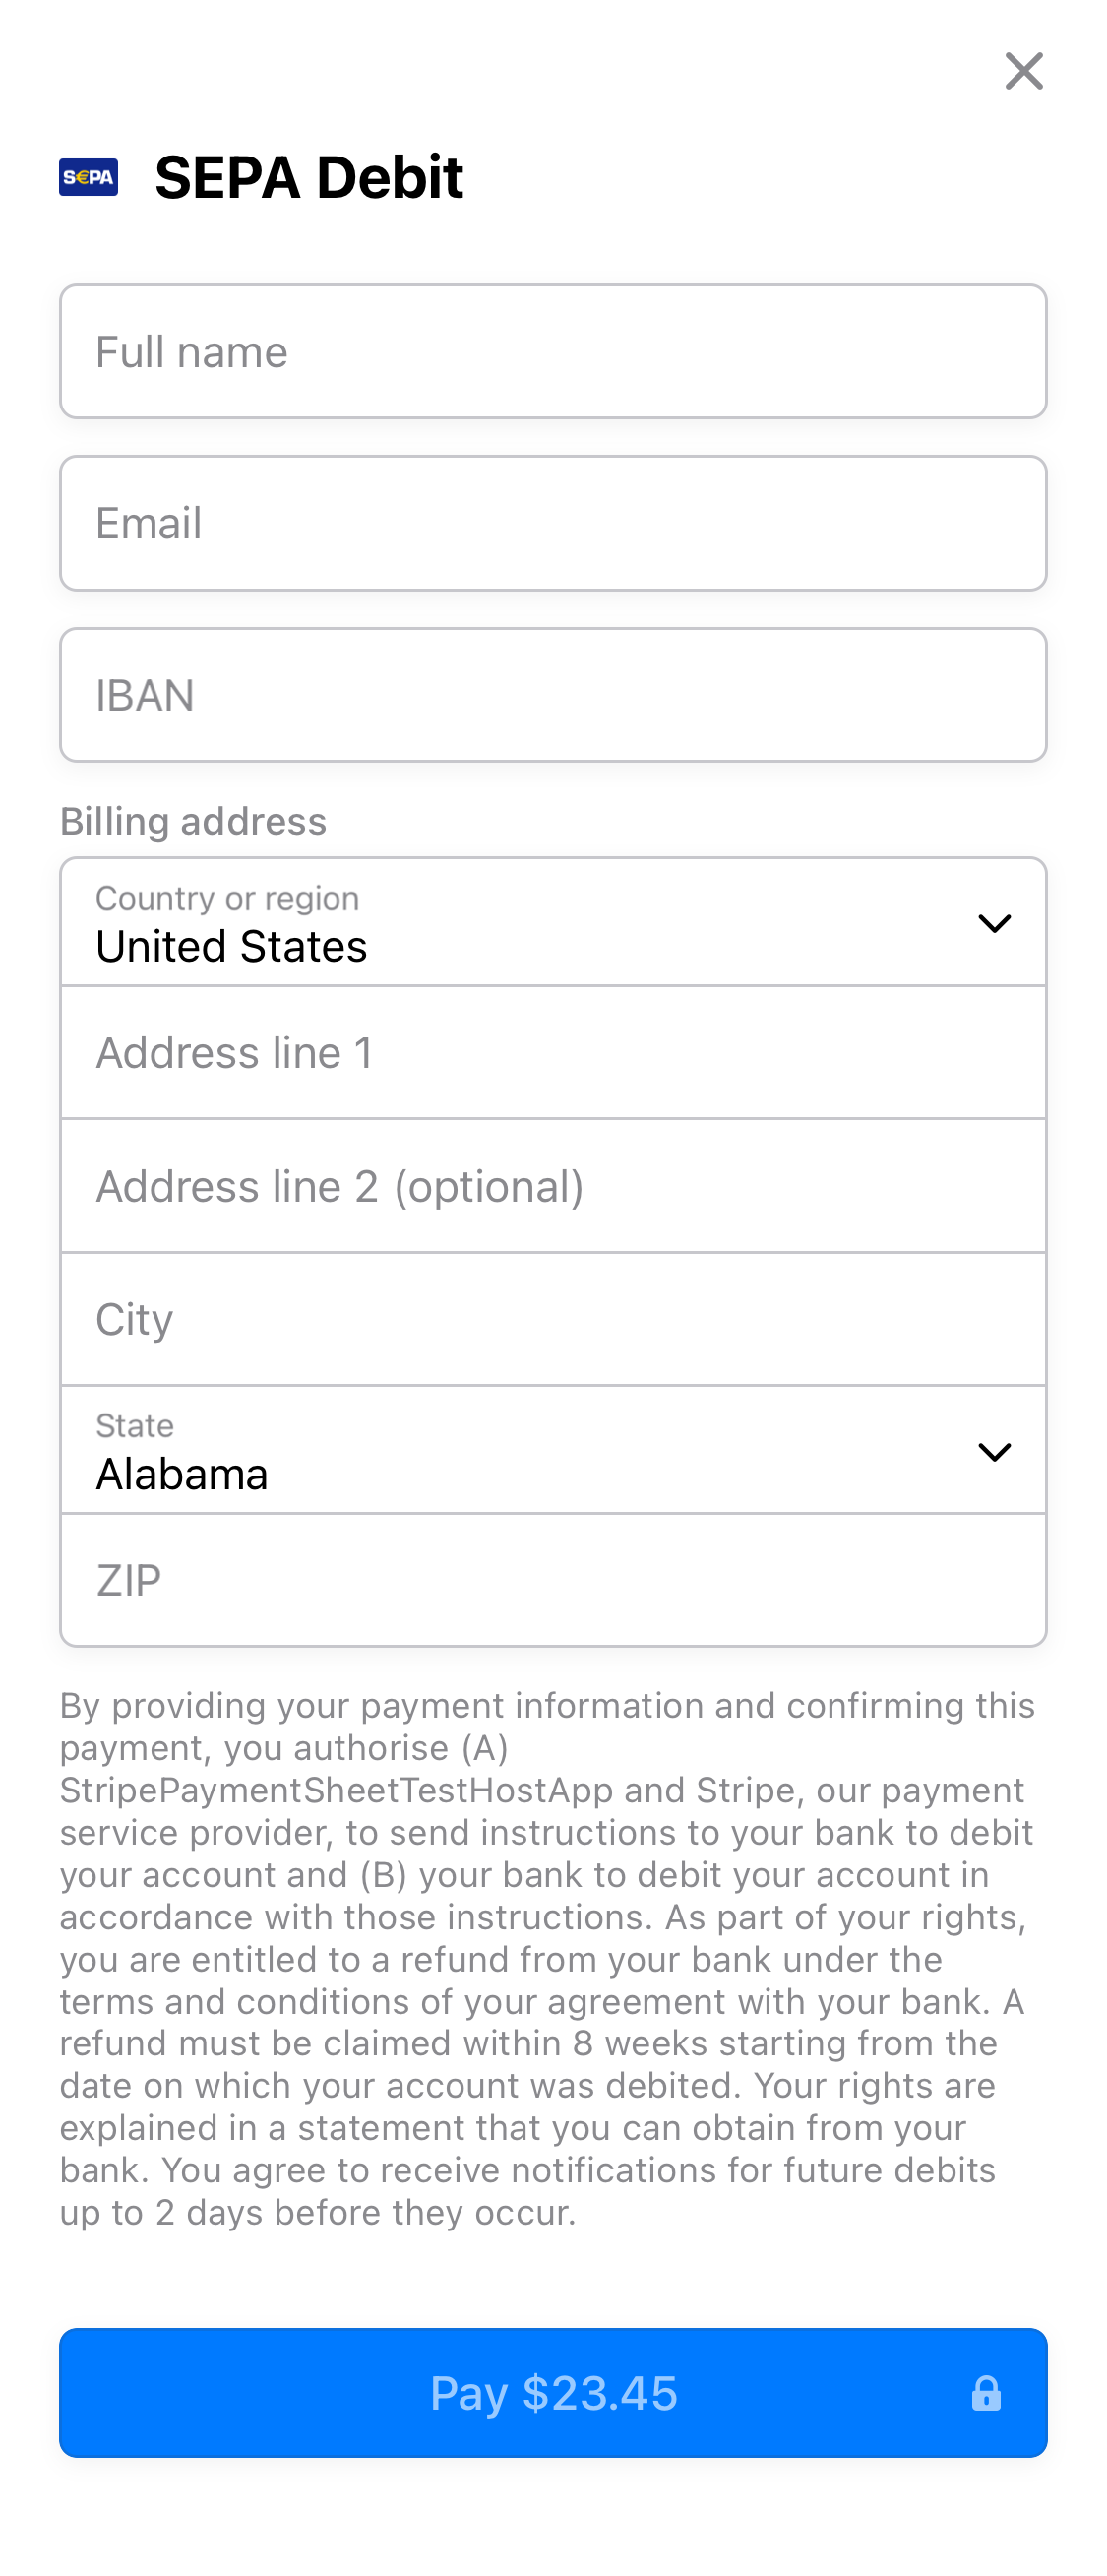 S€PA SEPA Debit
Full name
Email
IBAN
Billing address
Country or region
United States
Address line 1
Address line 2 (optional)
City
State
Alabama
ZIP
By providing your payment information and confirming this
payment, you authorise (A)
StripePaymentSheetTestHostApp and Stripe, our payment
service provider, to send instructions to your bank to debit
your account and (B) your bank to debit your account in
accordance with those instructions. As part of your rights,
you are entitled to a refund from your bank under the
terms and conditions of your agreement with your bank. A
refund must be claimed within 8 weeks starting from the
date on which your account was debited. Your rights are
explained in a statement that you can obtain from your
bank. You agree to receive notifications for future debits
up to 2 days before they occur.
Pay $23.45